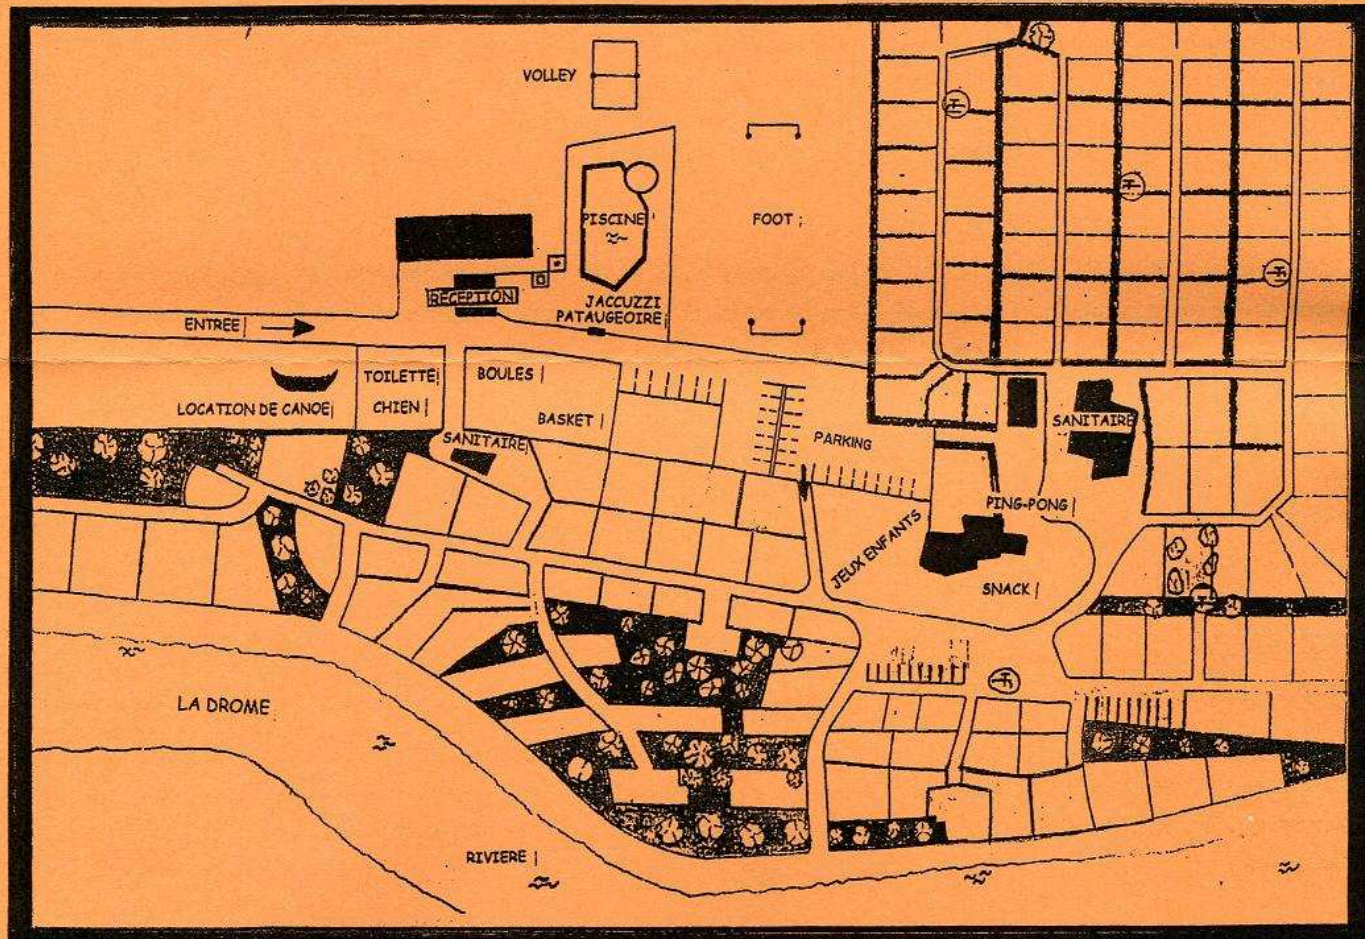 VOLLEY
PISCINE
FOOT
RECEPTION
JACCUZZI
PATAUGEOIRE
ENTREE
TOILETTE
CHIEN
BOULES
LOCATION DE CANOE
BASKET
SANITAIRE
PARKING
SANITAIRE
PING-PONG
JEUX ENFANTS
SNACK
LA DROME
RIVIERE